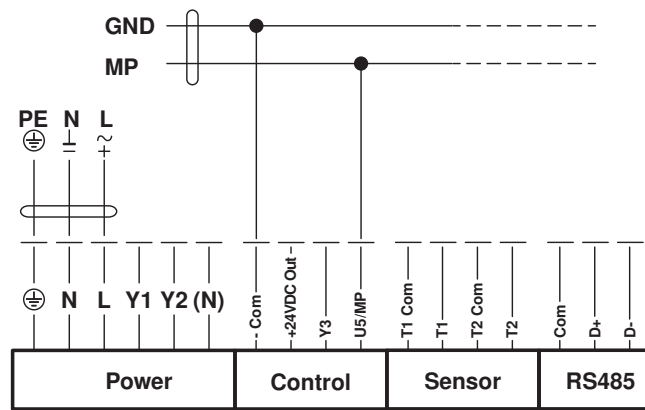 GND
MP
PE N L
N L Y1 Y2 (N)
- Com
+24VDC Out
Y3
U5/MP
T1 Com
T1
T2 Com
T2
Com
D+
D-
Power
Control
Sensor
RS485